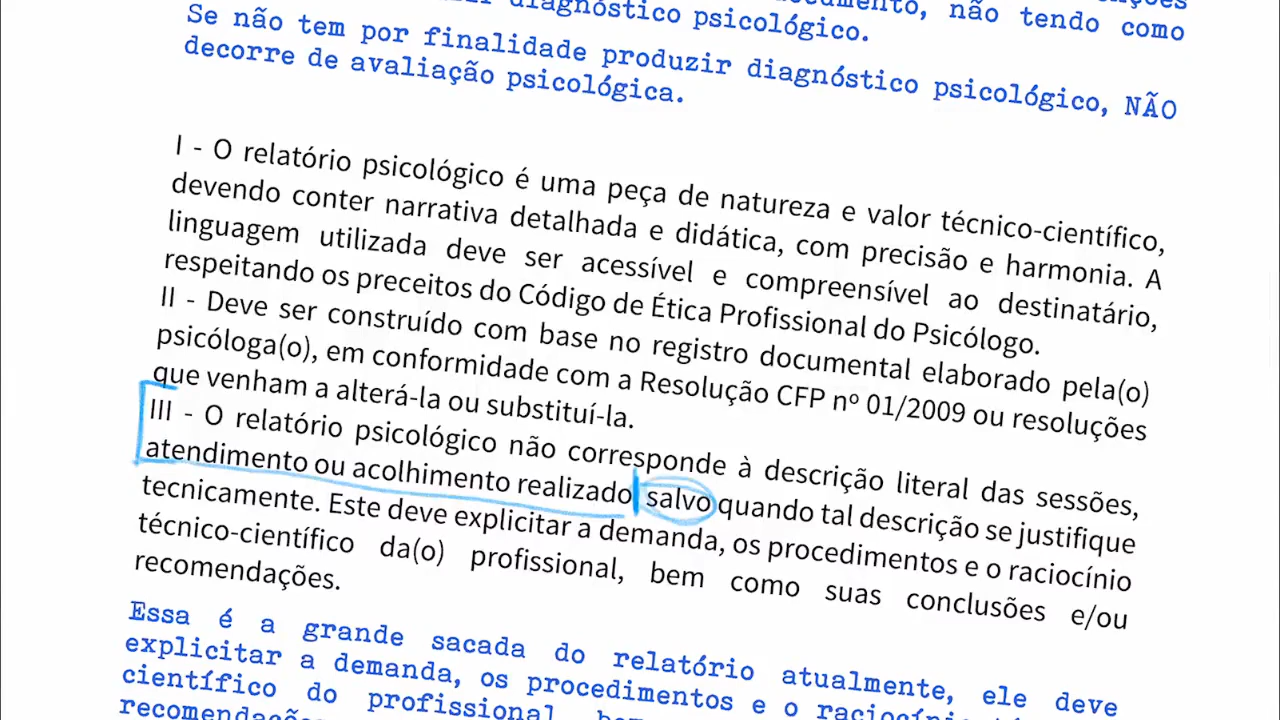 não tendo como
diagnóstico psicológico.
Se não tem por finalidade produzir diagnóstico psicológico, NÃO
decorre de avaliação psicológica.
I - O relatório psicológico é uma peça de natureza e valor técnico-científico,
devendo conter narrativa detalhada e didática, com precisão e harmonia. A
linguagem utilizada deve ser acessível e compreensível ao destinatário,
respeitando os preceitos do Código de Ética Profissional do Psicólogo.
II - Deve ser construído com base no registro documental elaborado pela(o)
psicóloga(o), em conformidade com a Resolução CFP nº 01/2009 ou resoluções
que venham a alterá-la ou substituí-la.
III - O relatório psicológico não corresponde à descrição literal das sessões,
atendimento ou acolhimento realizado salvo quando tal descrição se justifique
tecnicamente. Este deve explicitar a demanda, os procedimentos e o raciocínio
técnico-científico da(o) profissional, bem como suas conclusões e/ou
recomendações.
Essa é a grande sacada do relatório atualmente, ele deve
explicitar a demanda, os procedimentos e o
científico do profissional